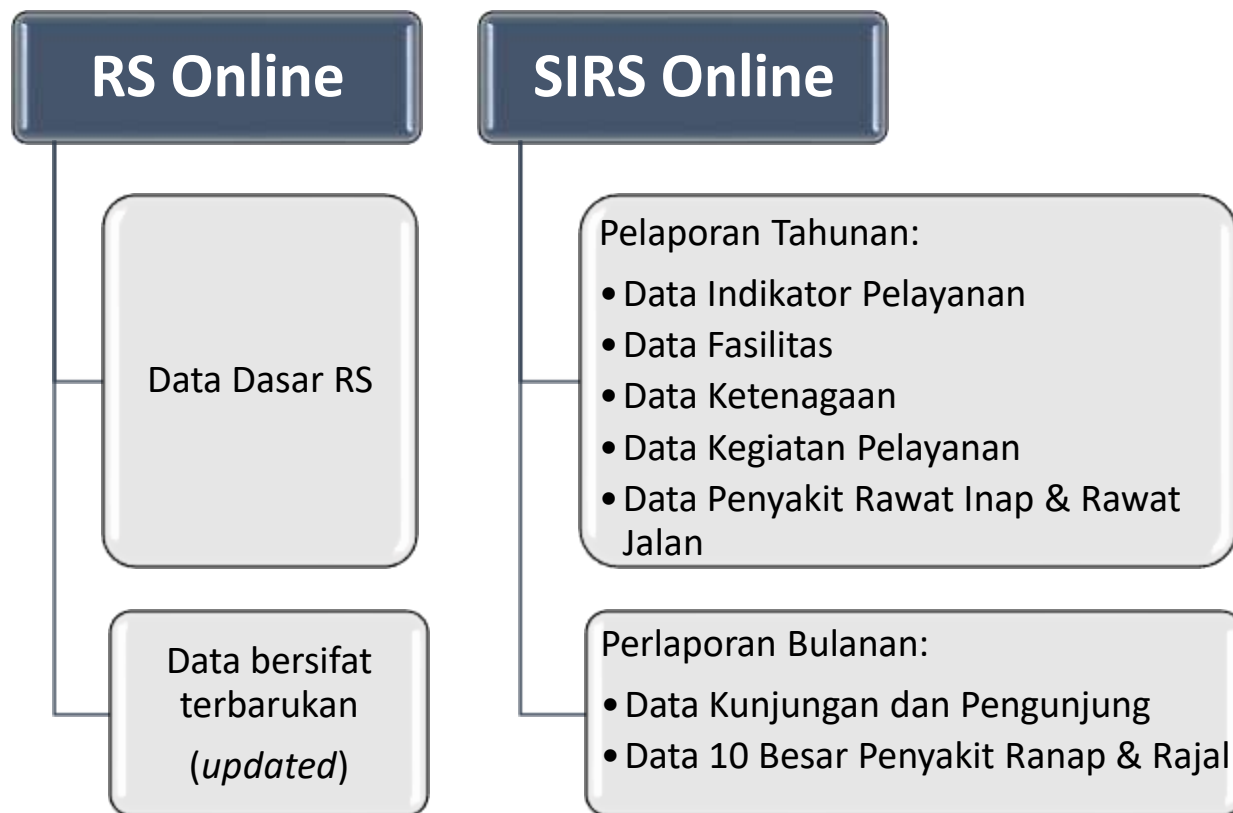 RS Online
Data Dasar RS
Data bersifat
terbarukan
(updated)
SIRS Online
Pelaporan Tahunan:
•Data Indikator Pelayanan
•Data Fasilitas
•Data Ketenagaan
•Data Kegiatan Pelayanan
•Data Penyakit Rawat Inap & Rawat
Jalan
Perlaporan Bulanan:
•Data Kunjungan dan Pengunjung
•Data 10 Besar Penyakit Ranap & Rajal